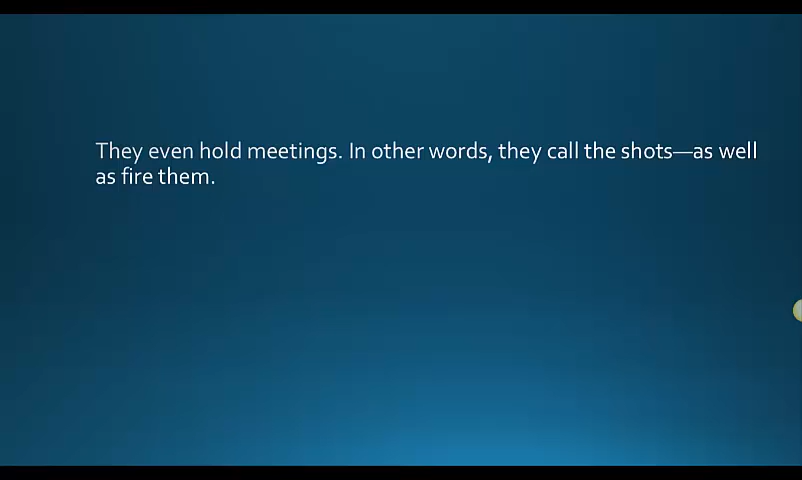 They even hold meetings. In other words, they call the shots—as well
as fire them.